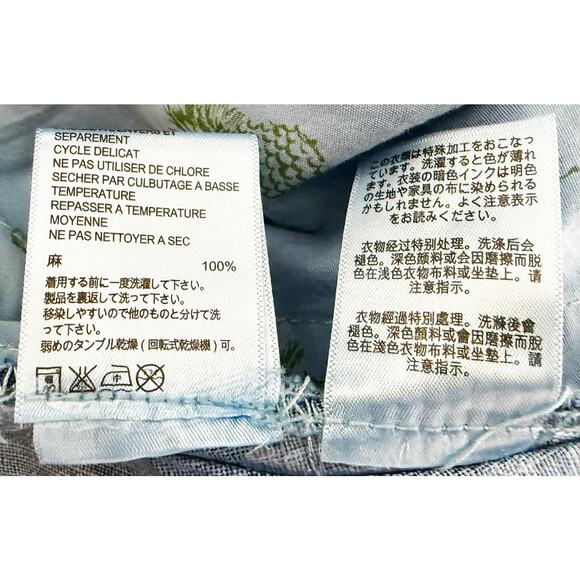 SEPAREMENT
CYCLE DELICAT
NE PAS UTILISER DE CHLORE
SECHER PAR CULBUTAGE A BASSE
TEMPERATURE
REPASSER A TEMPERATURE
MOYENNE
NE PAS NETTOYER A SEC
麻 100%
着用する前に一度洗濯して下さい。
製品を裏返して洗って下さい。
移染しやすいので他のものと分けて洗
って下さい。
弱めのタンブル乾燥（回転式乾燥機）可。
この衣類は特殊加工をおこなっ
ています。洗濯すると色が薄れ
ます。衣装の暗色インクは明色
の生地や家具の布に染められる
かもしれません。よく注意表示
をお読みください。
衣物经过特别处理。洗涤后会
褪色。深色颜料或会因磨擦而脱
色在浅色衣物布料或坐垫上。请
注意指示。
衣物經過特別處理。洗滌後會
褪色。深色顏料或會因磨擦而脫
色在淺色衣物布料或坐墊上。請
注意指示。